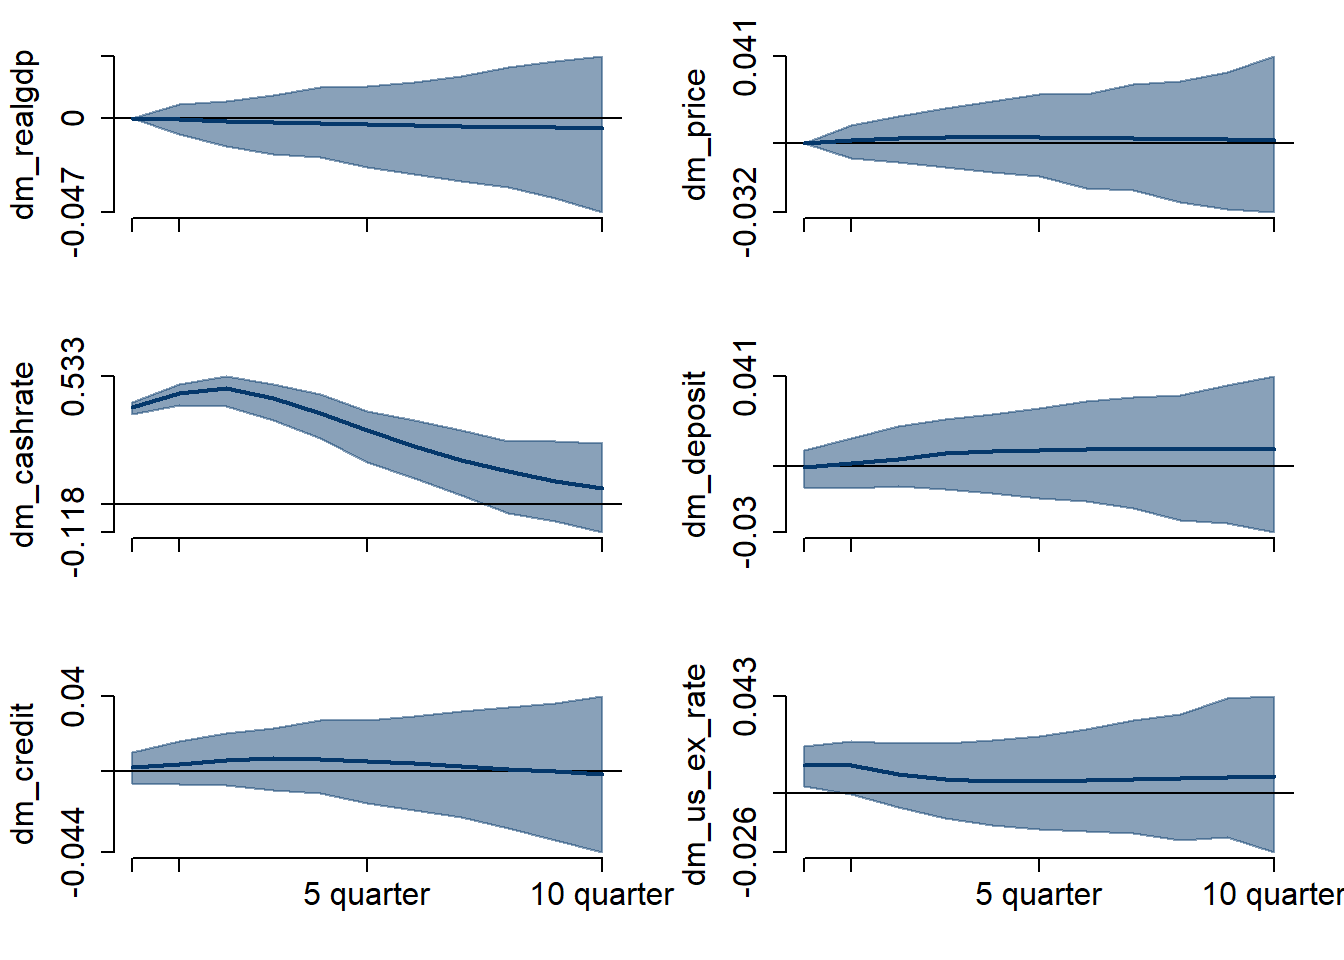 dm_realgdp
0
-0.047
dm_price
0.041
-0.032
dm_cashrate
0.533
-0.118
dm_deposit
0.041
-0.03
dm_credit
0.04
-0.044
5 quarter
10 quarter
dm_us_ex_rate
0.043
-0.026
5 quarter
10 quarter